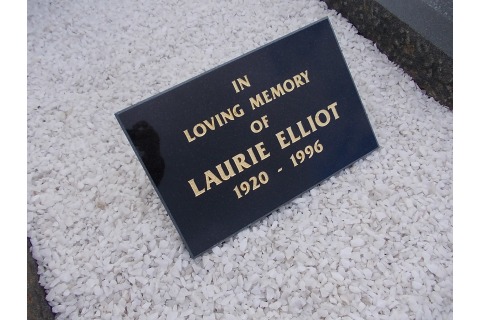 IN
LOVING MEMORY
OF
LAURIE ELLIOT
1920 - 1996